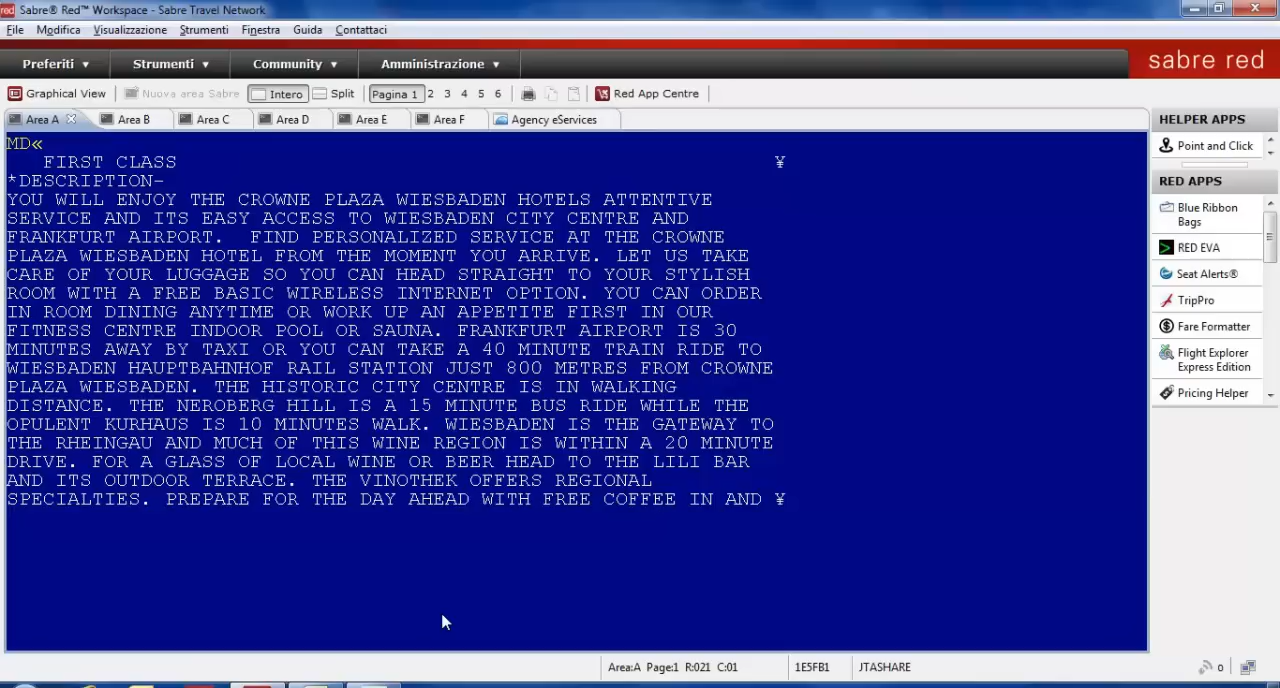 red Sabre® Red™ Workspace - Sabre Travel Network
File Modifica Visualizzazione Strumenti Finestra Guida Contattaci
Preferiti Strumenti Community Amministrazione sabre red
Graphical View Nuova area Sabre Intero Split Pagina 1 2 3 4 5 6 Red App Centre
Area A Area B Area C Area D Area E Area F Agency eServices
MD«
FIRST CLASS ¥
*DESCRIPTION-
YOU WILL ENJOY THE CROWNE PLAZA WIESBADEN HOTELS ATTENTIVE
SERVICE AND ITS EASY ACCESS TO WIESBADEN CITY CENTRE AND
FRANKFURT AIRPORT.  FIND PERSONALIZED SERVICE AT THE CROWNE
PLAZA WIESBADEN HOTEL FROM THE MOMENT YOU ARRIVE. LET US TAKE
CARE OF YOUR LUGGAGE SO YOU CAN HEAD STRAIGHT TO YOUR STYLISH
ROOM WITH A FREE BASIC WIRELESS INTERNET OPTION. YOU CAN ORDER
IN ROOM DINING ANYTIME OR WORK UP AN APPETITE FIRST IN OUR
FITNESS CENTRE INDOOR POOL OR SAUNA. FRANKFURT AIRPORT IS 30
MINUTES AWAY BY TAXI OR YOU CAN TAKE A 40 MINUTE TRAIN RIDE TO
WIESBADEN HAUPTBAHNHOF RAIL STATION JUST 800 METRES FROM CROWNE
PLAZA WIESBADEN. THE HISTORIC CITY CENTRE IS IN WALKING
DISTANCE. THE NEROBERG HILL IS A 15 MINUTE BUS RIDE WHILE THE
OPULENT KURHAUS IS 10 MINUTES WALK. WIESBADEN IS THE GATEWAY TO
THE RHEINGAU AND MUCH OF THIS WINE REGION IS WITHIN A 20 MINUTE
DRIVE. FOR A GLASS OF LOCAL WINE OR BEER HEAD TO THE LILI BAR
AND ITS OUTDOOR TERRACE. THE VINOTHEK OFFERS REGIONAL
SPECIALTIES. PREPARE FOR THE DAY AHEAD WITH FREE COFFEE IN AND ¥
HELPER APPS
Point and Click
RED APPS
Blue Ribbon
Bags
RED EVA
Seat Alerts®
TripPro
Fare Formatter
Flight Explorer
Express Edition
Pricing Helper
Area:A Page:1 R:021 C:01 1E5FB1 JTASHARE 0